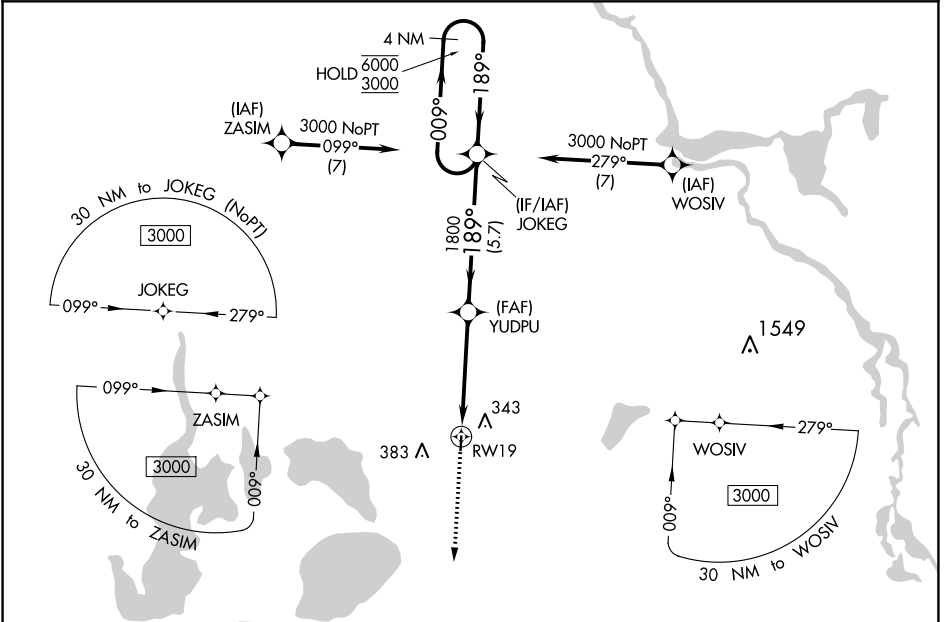 4 NM
HOLD 6000
3000
009°
189°
(IAF)
ZASIM
3000 NoPT
099°
(7)
3000 NoPT
279°
(7)
(IAF)
WOSIV
(IF/IAF)
JOKEG
1800
189°
(5.7)
(FAF)
YUDPU
30 NM to JOKEG (NoPT)
3000
JOKEG
099°
279°
1549
099°
ZASIM
3000
009°
30 NM to ZASIM
343
383
RW19
WOSIV
279°
3000
009°
30 NM to WOSIV